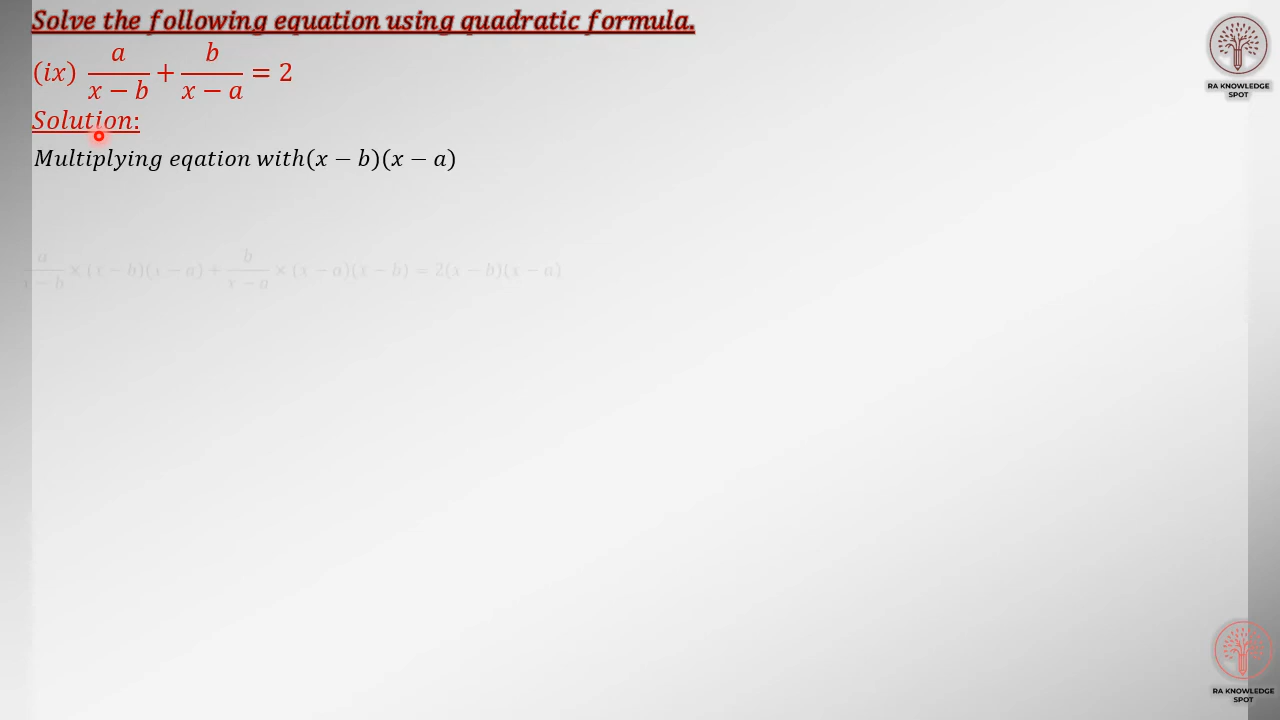 Solve the following equation using quadratic formula.
(ix) a/(x − b) + b/(x − a) = 2
Solution:
Multiplying eqation with(x − b)(x − a)
a/(x − b) × (x − b)(x − a) + b/(x − a) × (x − a)(x − b) = 2(x − b)(x − a)
RA KNOWLEDGE
SPOT
RA KNOWLEDGE
SPOT